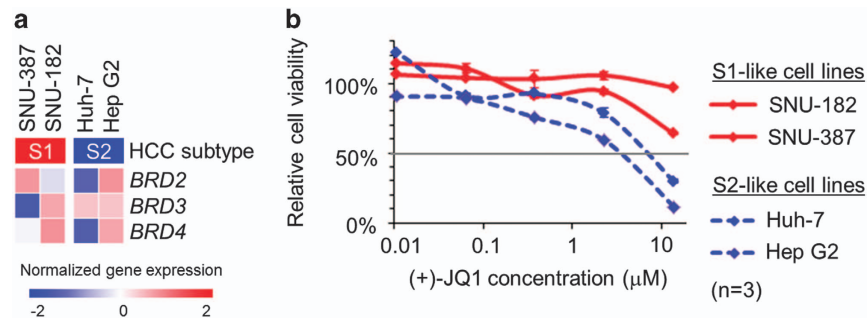 a
SNU-387
SNU-182
Huh-7
Hep G2
S1
S2
HCC subtype
BRD2
BRD3
BRD4
Normalized gene expression
-2
0
2
b
Relative cell viability
100%
50%
0%
0.01
0.1
1
10
(+)-JQ1 concentration (μM)
S1-like cell lines
SNU-182
SNU-387
S2-like cell lines
Huh-7
Hep G2
(n=3)